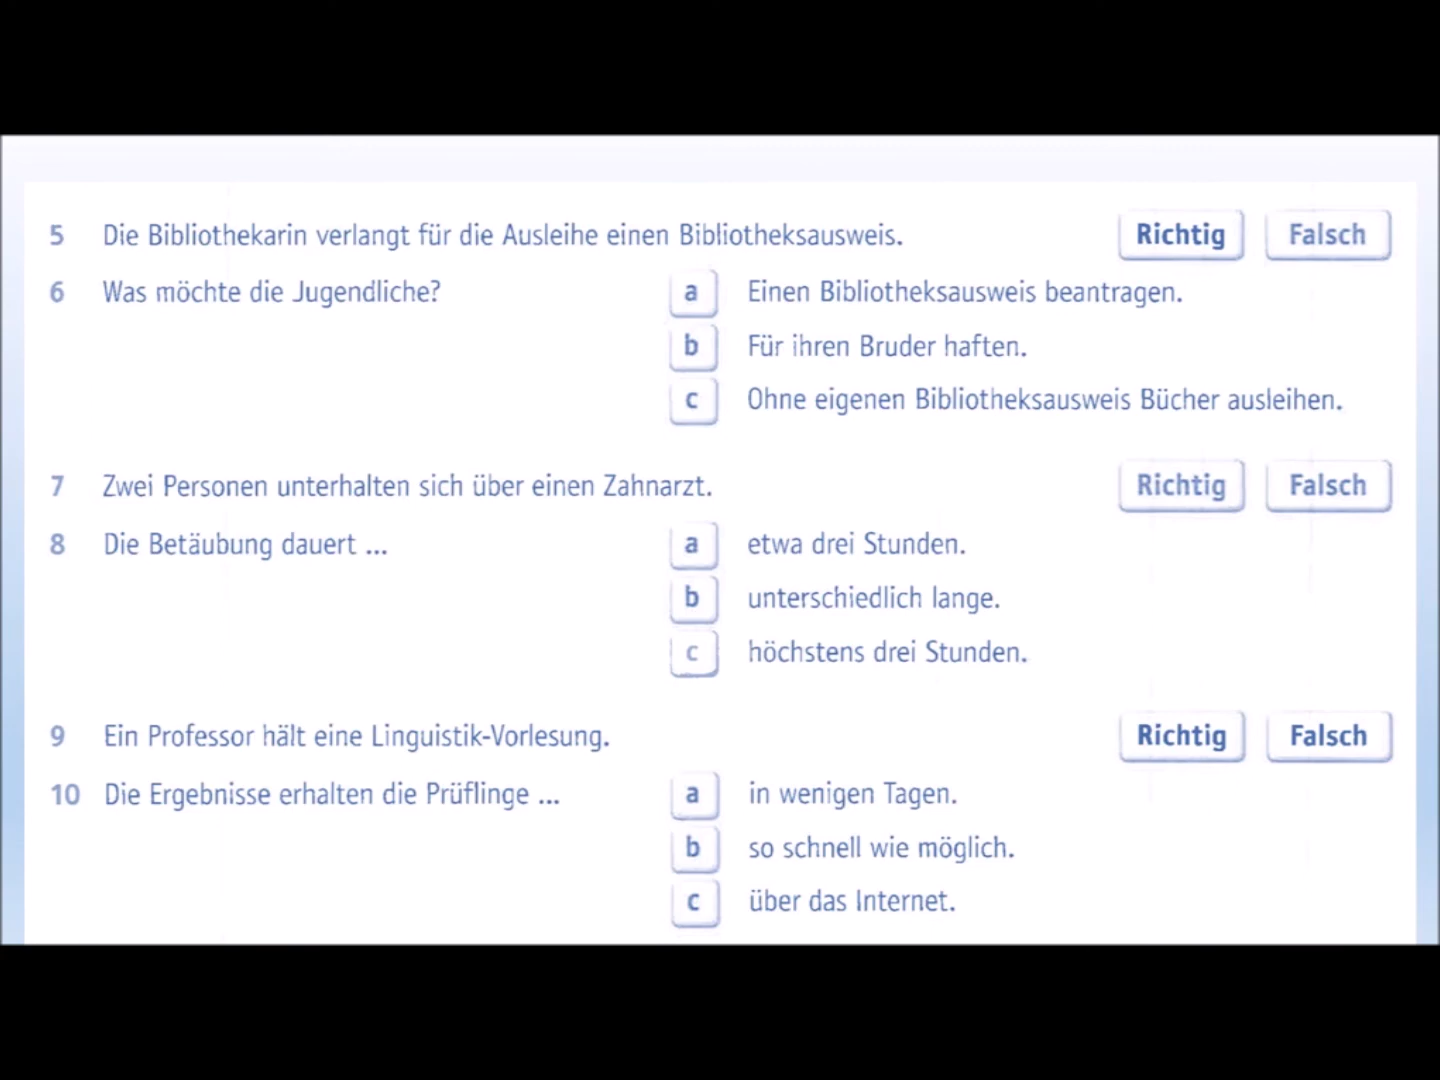 5 Die Bibliothekarin verlangt für die Ausleihe einen Bibliotheksausweis. Richtig Falsch
6 Was möchte die Jugendliche? a Einen Bibliotheksausweis beantragen.
b Für ihren Bruder haften.
c Ohne eigenen Bibliotheksausweis Bücher ausleihen.
7 Zwei Personen unterhalten sich über einen Zahnarzt. Richtig Falsch
8 Die Betäubung dauert ... a etwa drei Stunden.
b unterschiedlich lange.
c höchstens drei Stunden.
9 Ein Professor hält eine Linguistik-Vorlesung. Richtig Falsch
10 Die Ergebnisse erhalten die Prüflinge ... a in wenigen Tagen.
b so schnell wie möglich.
c über das Internet.